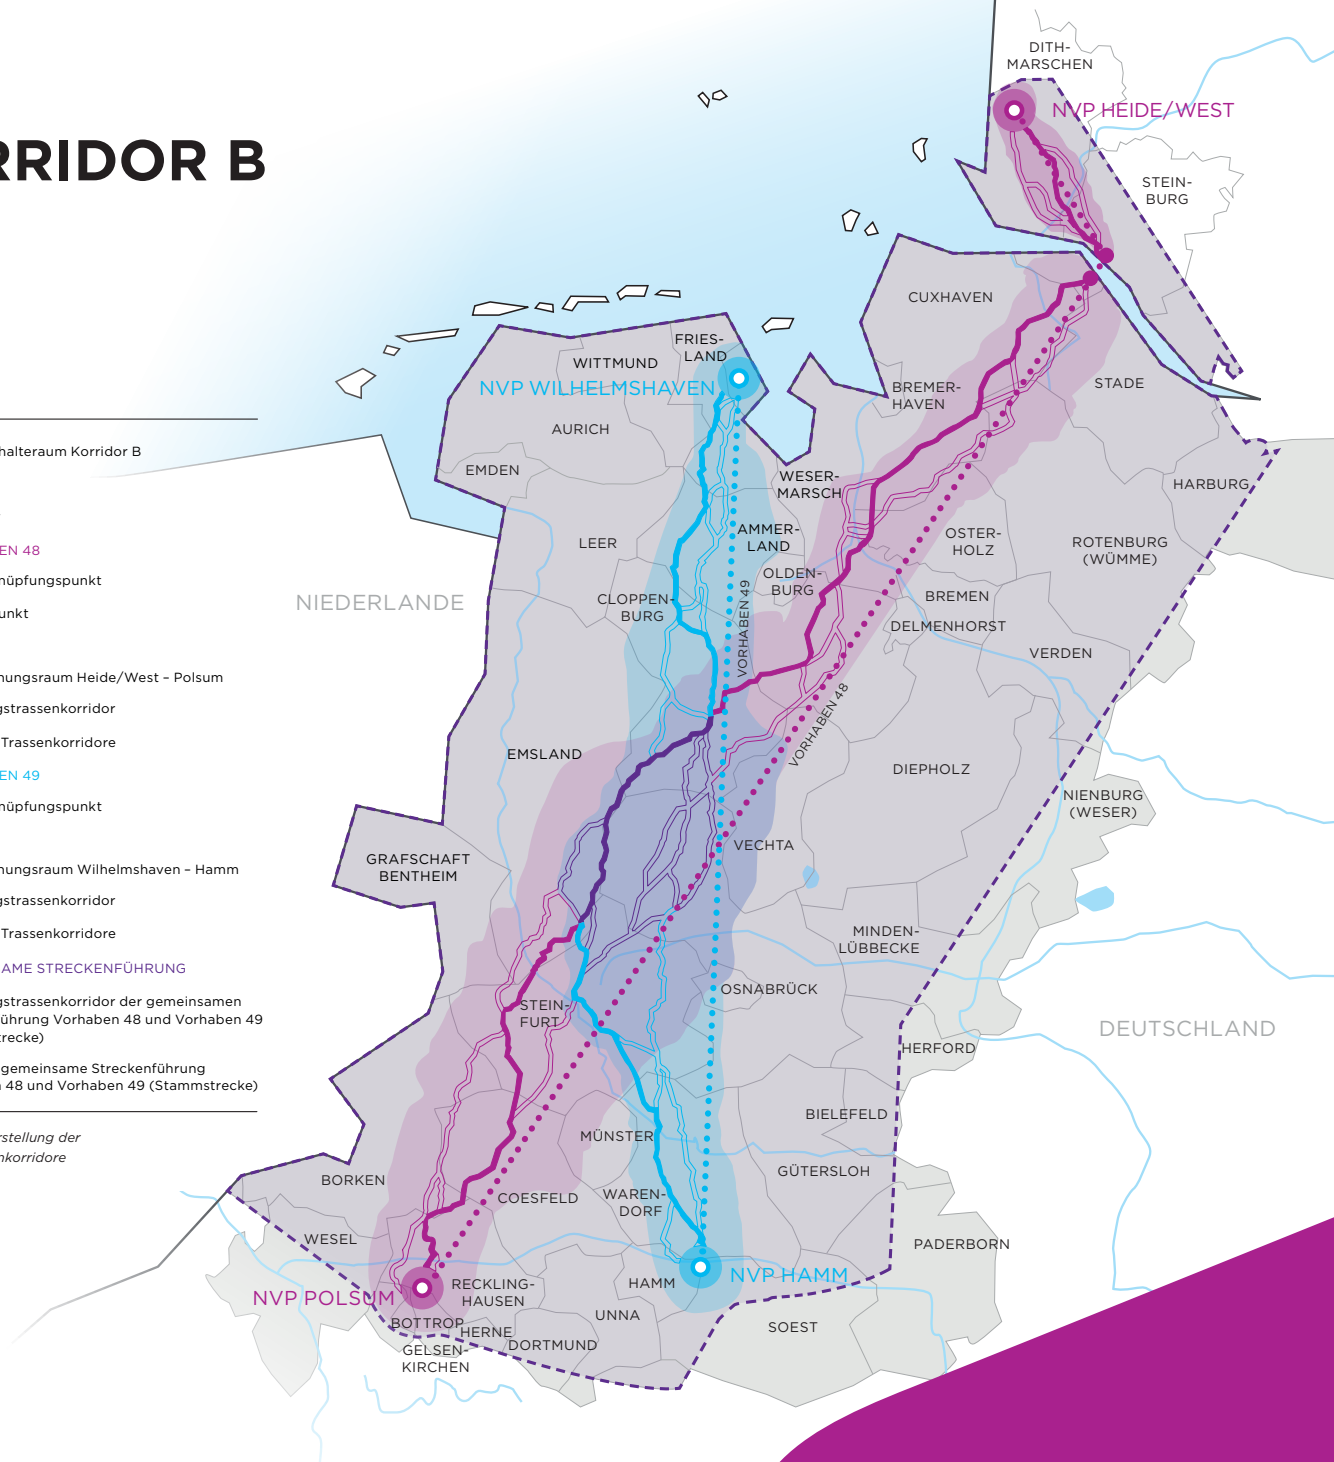 RRIDOR B
halteraum Korridor B
EN 48
nüpfungspunkt
unkt
nungsraum Heide/West – Polsum
gstrassenkorridor
Trassenkorridore
EN 49
nüpfungspunkt
nungsraum Wilhelmshaven – Hamm
gstrassenkorridor
Trassenkorridore
AME STRECKENFÜHRUNG
gstrassenkorridor der gemeinsamen
ührung Vorhaben 48 und Vorhaben 49
trecke)
gemeinsame Streckenführung
n 48 und Vorhaben 49 (Stammstrecke)
rstellung der
nkorridore
DITH-
MARSCHEN
NVP HEIDE/WEST
STEIN-
BURG
CUXHAVEN
FRIES-
LAND
WITTMUND
NVP WILHELMSHAVEN
BREMER-
HAVEN
STADE
AURICH
EMDEN
WESER-
MARSCH
HARBURG
AMMER-
LAND
LEER
OSTER-
HOLZ
ROTENBURG
(WÜMME)
OLDEN-
BURG
NIEDERLANDE
CLOPPEN-
BURG
VORHABEN 49
BREMEN
DELMENHORST
VERDEN
VORHABEN 48
EMSLAND
DIEPHOLZ
NIENBURG
(WESER)
VECHTA
GRAFSCHAFT
BENTHEIM
MINDEN-
LÜBBECKE
OSNABRÜCK
STEIN-
FURT
DEUTSCHLAND
HERFORD
BIELEFELD
MÜNSTER
GÜTERSLOH
BORKEN
COESFELD
WAREN-
DORF
WESEL
PADERBORN
NVP HAMM
HAMM
RECKLING-
HAUSEN
NVP POLSUM
UNNA
SOEST
BOTTROP
HERNE
DORTMUND
GELSEN-
KIRCHEN